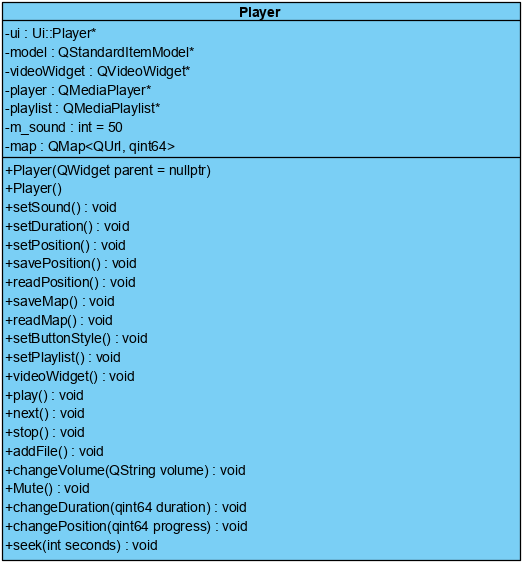 Player
-ui : Ui::Player*
-model : QStandardItemModel*
-videoWidget : QVideoWidget*
-player : QMediaPlayer*
-playlist : QMediaPlaylist*
-m_sound : int = 50
-map : QMap<QUrl, qint64>
+Player(QWidget parent = nullptr)
+Player()
+setSound() : void
+setDuration() : void
+setPosition() : void
+savePosition() : void
+readPosition() : void
+saveMap() : void
+readMap() : void
+setButtonStyle() : void
+setPlaylist() : void
+videoWidget() : void
+play() : void
+next() : void
+stop() : void
+addFile() : void
+changeVolume(QString volume) : void
+Mute() : void
+changeDuration(qint64 duration) : void
+changePosition(qint64 progress) : void
+seek(int seconds) : void